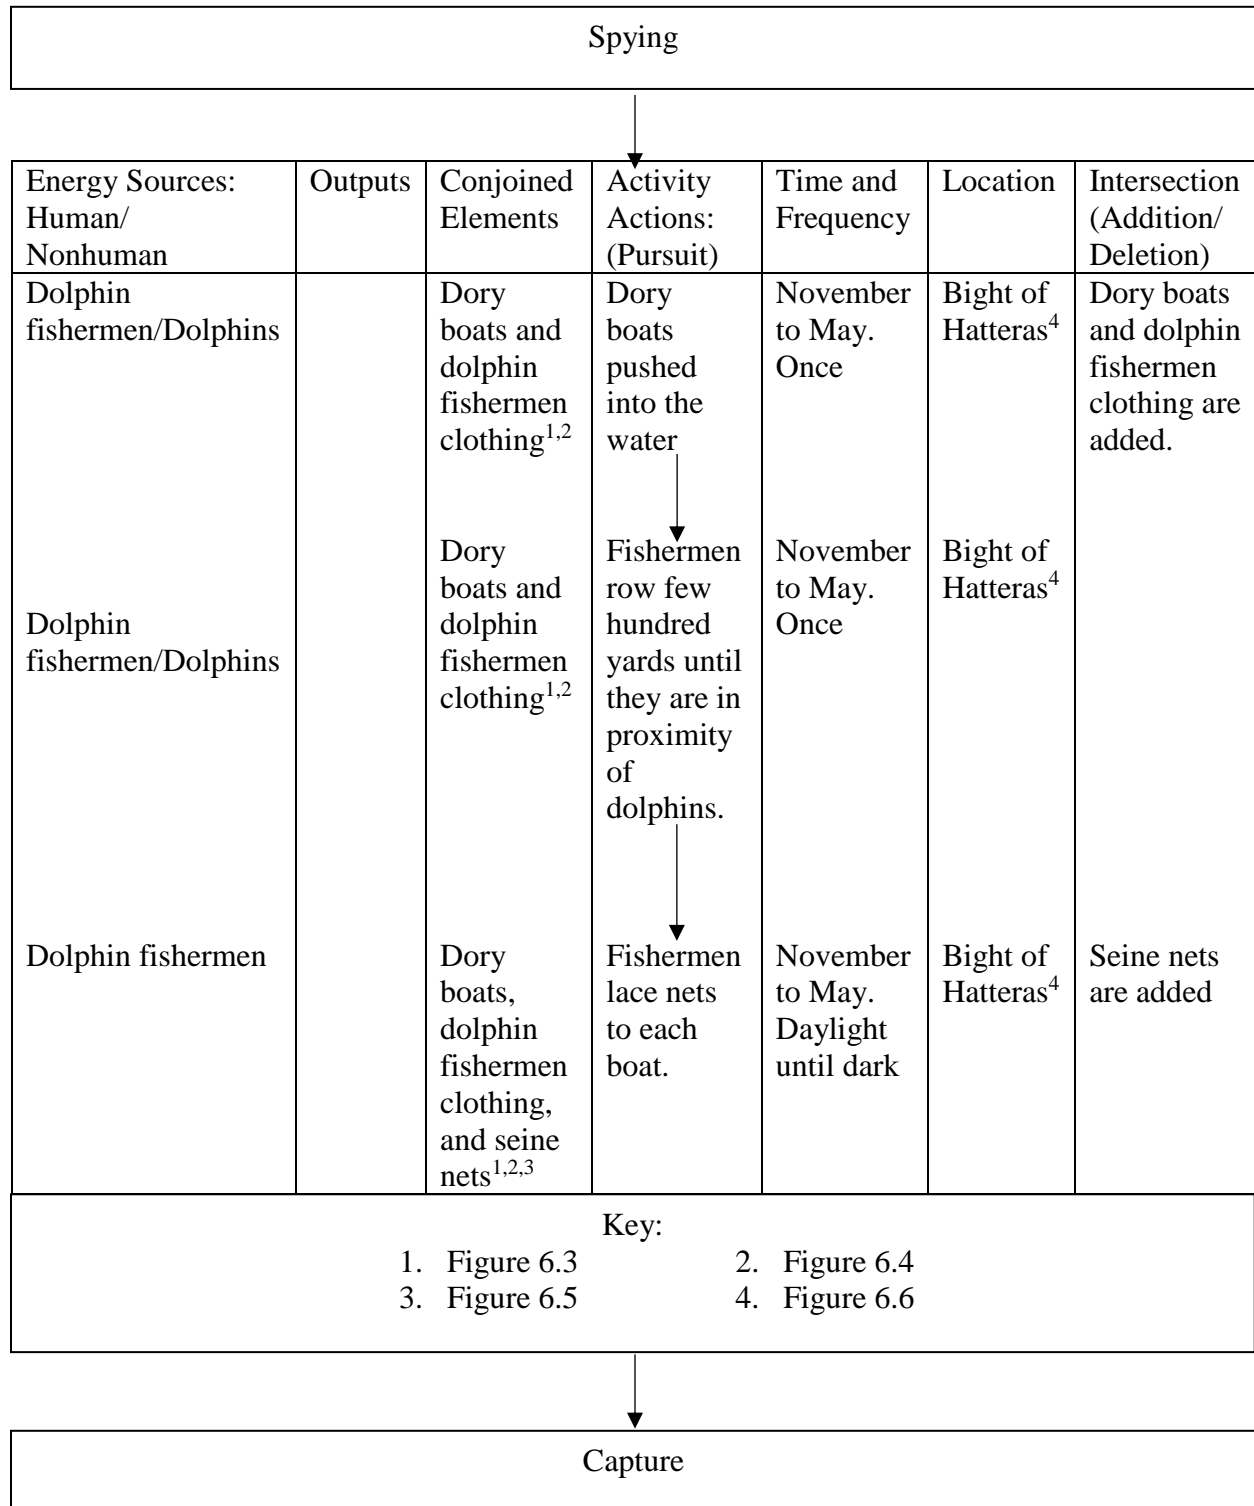 Spying
Energy Sources:
Human/
Nonhuman
Outputs
Conjoined
Elements
Activity
Actions:
(Pursuit)
Time and
Frequency
Location
Intersection
(Addition/
Deletion)
Dolphin
fishermen/Dolphins
Dory
boats and
dolphin
fishermen
clothing1,2
Dory
boats
pushed
into the
water
November
to May.
Once
Bight of
Hatteras4
Dory boats
and dolphin
fishermen
clothing are
added.
Dolphin
fishermen/Dolphins
Dory
boats and
dolphin
fishermen
clothing1,2
Fishermen
row few
hundred
yards until
they are in
proximity
of
dolphins.
November
to May.
Once
Bight of
Hatteras4
Dolphin fishermen
Dory
boats,
dolphin
fishermen
clothing,
and seine
nets1,2,3
Fishermen
lace nets
to each
boat.
November
to May.
Daylight
until dark
Bight of
Hatteras4
Seine nets
are added
Key:
1. Figure 6.3 2. Figure 6.4
3. Figure 6.5 4. Figure 6.6
Capture